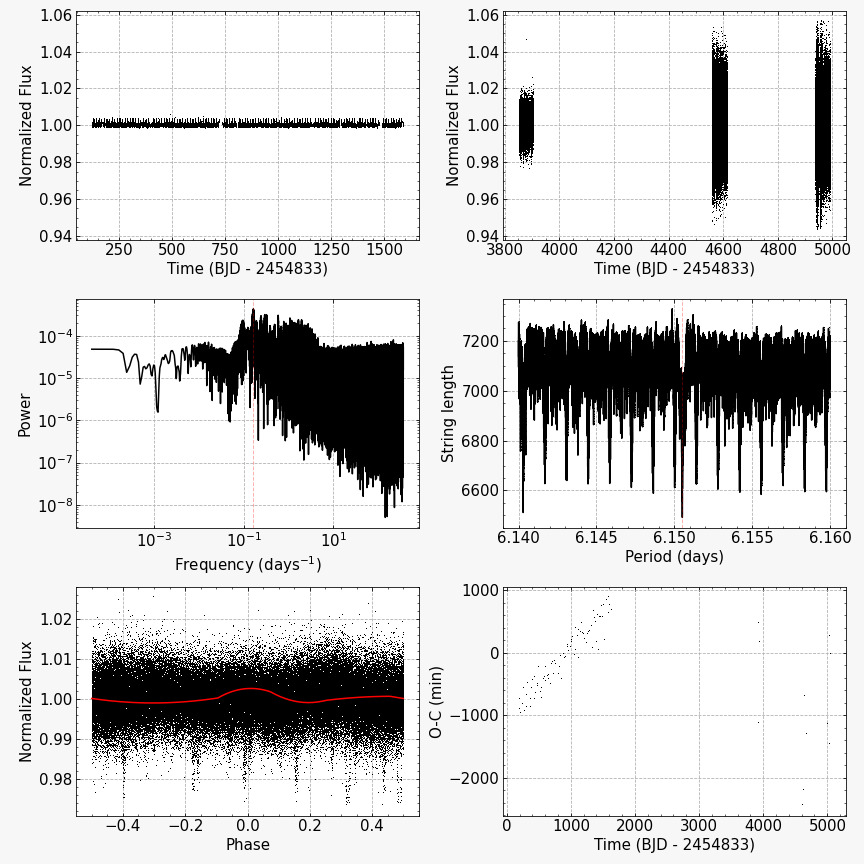 1.06
1.04
1.02
1.00
0.98
0.96
0.94
Normalized Flux
250 500 750 1000 1250 1500
Time (BJD - 2454833)
1.06
1.04
1.02
1.00
0.98
0.96
0.94
Normalized Flux
3800 4000 4200 4400 4600 4800 5000
Time (BJD - 2454833)
10⁻⁴
10⁻⁵
10⁻⁶
10⁻⁷
10⁻⁸
Power
10⁻³ 10⁻¹ 10¹
Frequency (days⁻¹)
7200
7000
6800
6600
String length
6.140 6.145 6.150 6.155 6.160
Period (days)
1.02
1.01
1.00
0.99
0.98
Normalized Flux
−0.4 −0.2 0.0 0.2 0.4
Phase
1000
0
−1000
−2000
O-C (min)
0 1000 2000 3000 4000 5000
Time (BJD - 2454833)